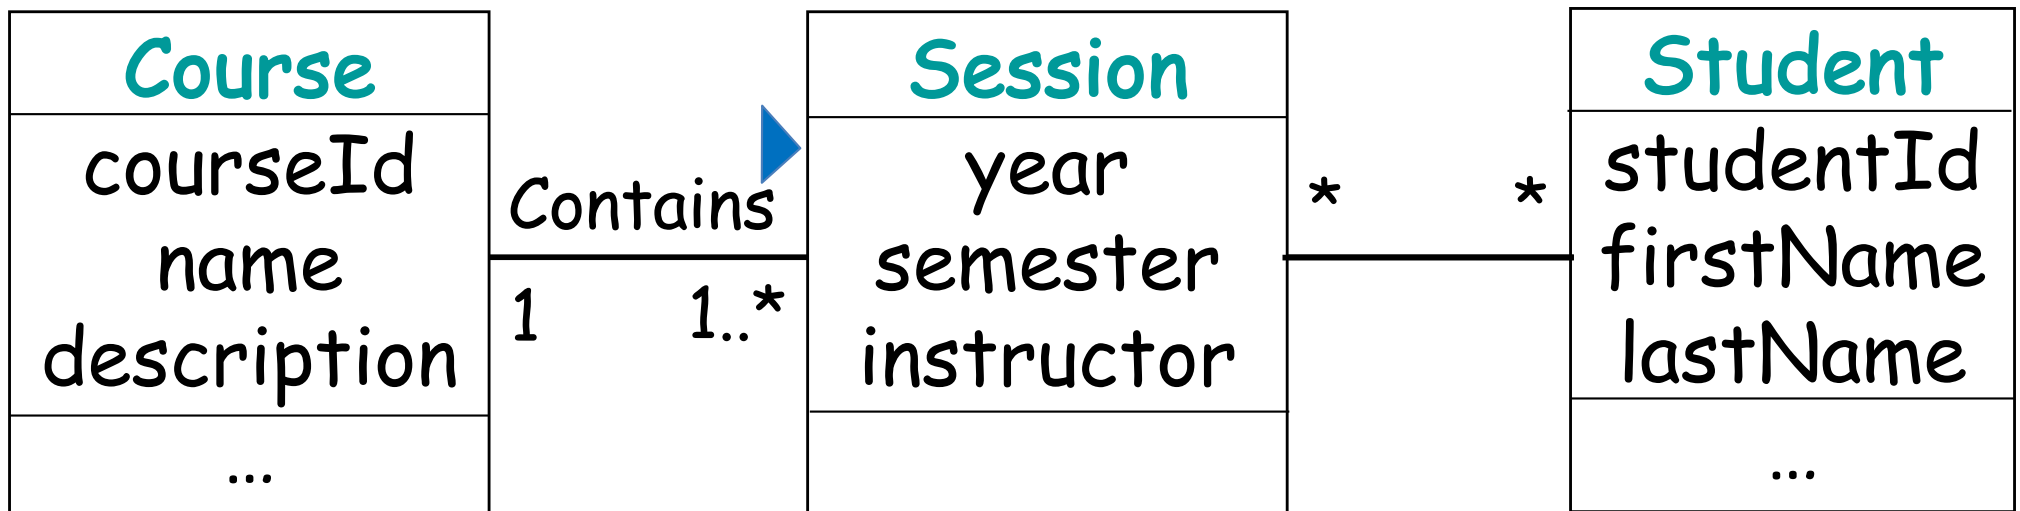 Course
courseId
name
description
...
Contains
1 1..*
Session
year
semester
instructor
* *
Student
studentId
firstName
lastName
...